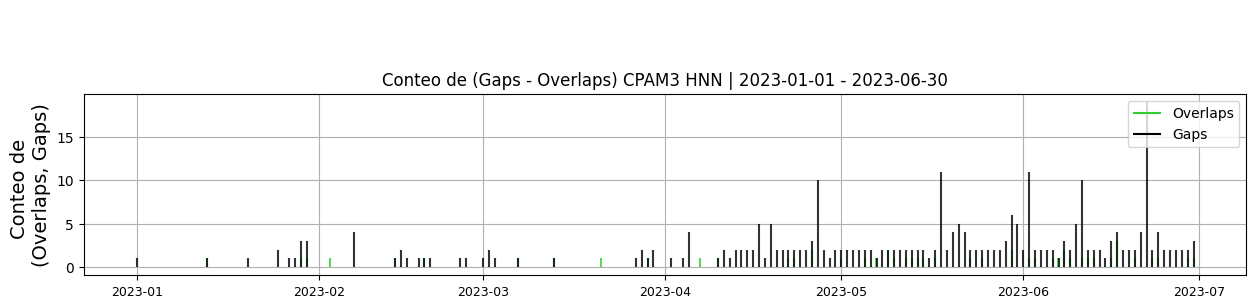 Conteo de (Gaps - Overlaps) CPAM3 HNN | 2023-01-01 - 2023-06-30
Conteo de
(Overlaps, Gaps)
15
10
5
0
Overlaps
Gaps
2023-01
2023-02
2023-03
2023-04
2023-05
2023-06
2023-07